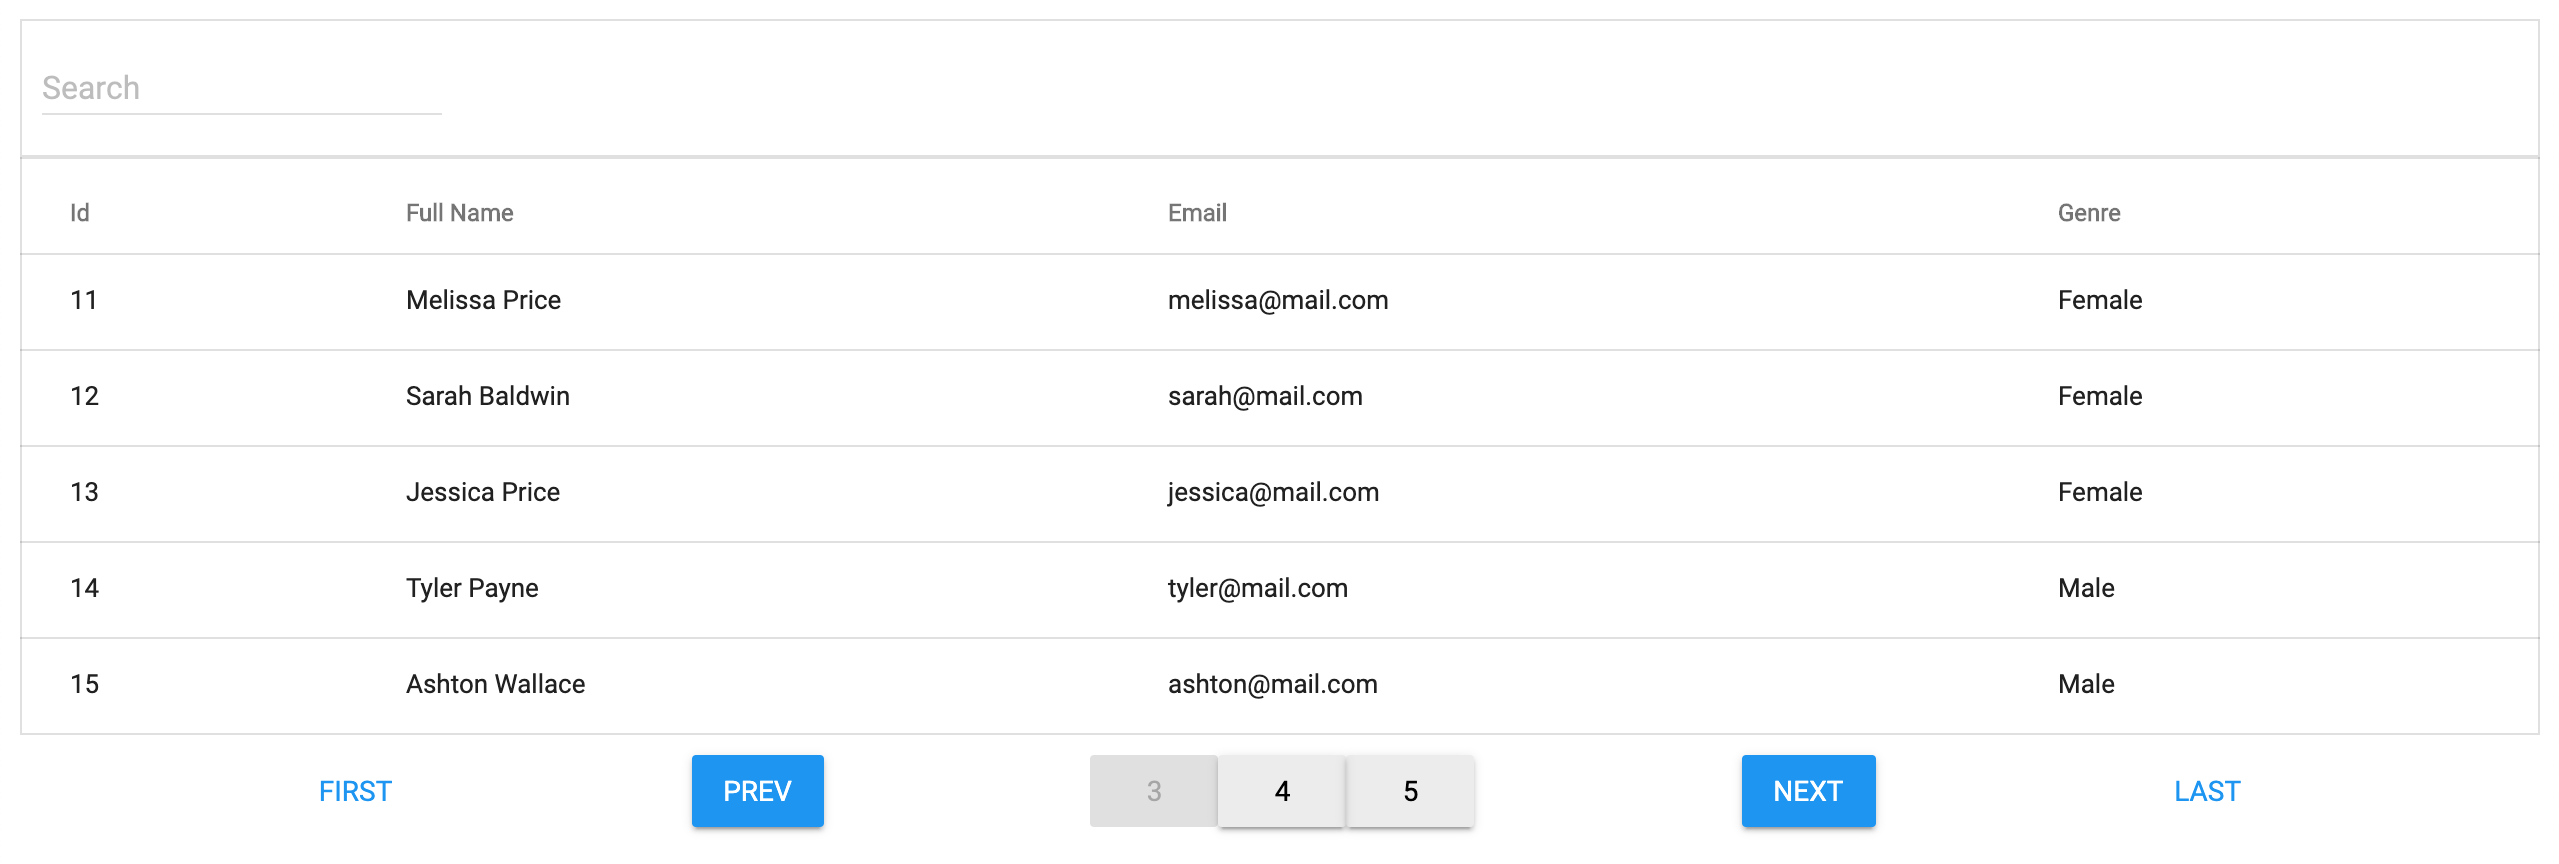 Search
Id Full Name Email Genre
11 Melissa Price melissa@mail.com Female
12 Sarah Baldwin sarah@mail.com Female
13 Jessica Price jessica@mail.com Female
14 Tyler Payne tyler@mail.com Male
15 Ashton Wallace ashton@mail.com Male
FIRST PREV 3 4 5 NEXT LAST